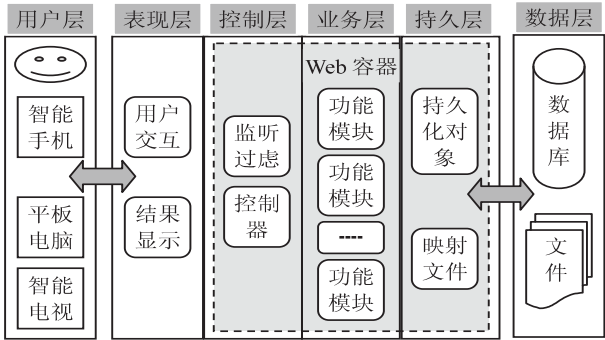 用户层
表现层
控制层
业务层
持久层
数据层
智能
手机
平板
电脑
智能
电视
用户
交互
结果
显示
Web 容器
监听
过虑
控制
器
功能
模块
功能
模块
----
功能
模块
持久
化对
象
映射
文件
数
据
库
文
件